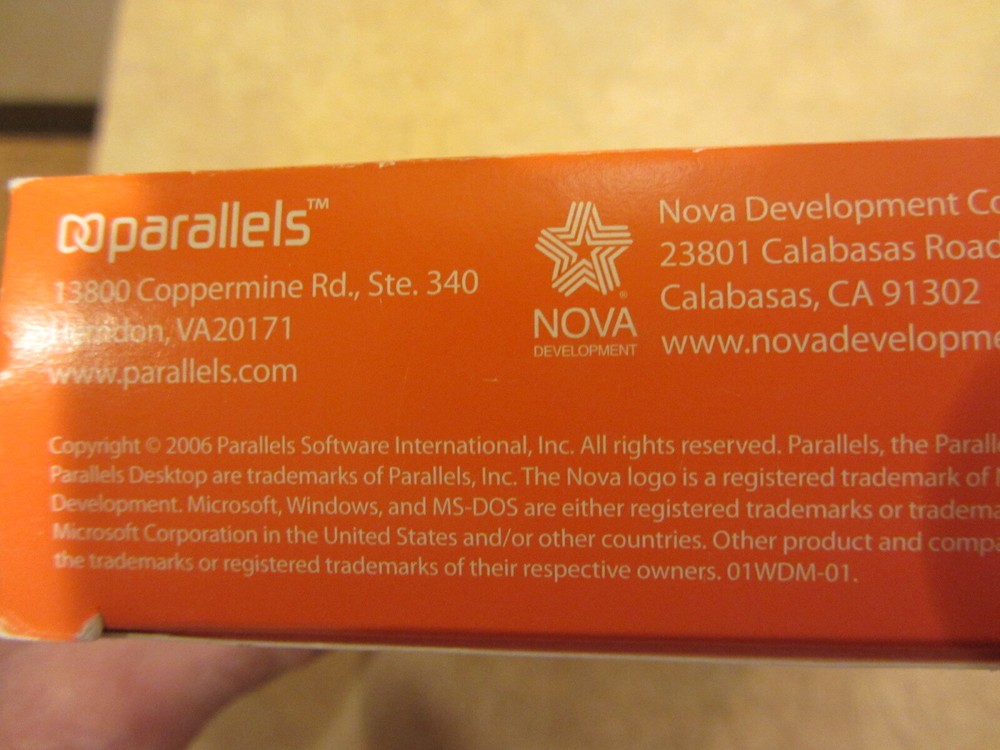 parallels™
13800 Coppermine Rd., Ste. 340
Herndon, VA20171
www.parallels.com
NOVA
DEVELOPMENT
Nova Development Co
23801 Calabasas Road
Calabasas, CA 91302
www.novadevelopme
Copyright © 2006 Parallels Software International, Inc. All rights reserved. Parallels, the Parall
Parallels Desktop are trademarks of Parallels, Inc. The Nova logo is a registered trademark of
Development. Microsoft, Windows, and MS-DOS are either registered trademarks or tradema
Microsoft Corporation in the United States and/or other countries. Other product and compa
the trademarks or registered trademarks of their respective owners. 01WDM-01.